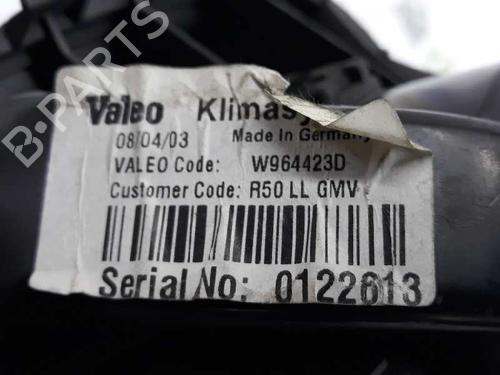 Valeo Klimasy
08/04/03 Made In Germany
VALEO Code: W964423D
Customer Code: R50 LL GMV
Serial No: 0122613
B-PARTS